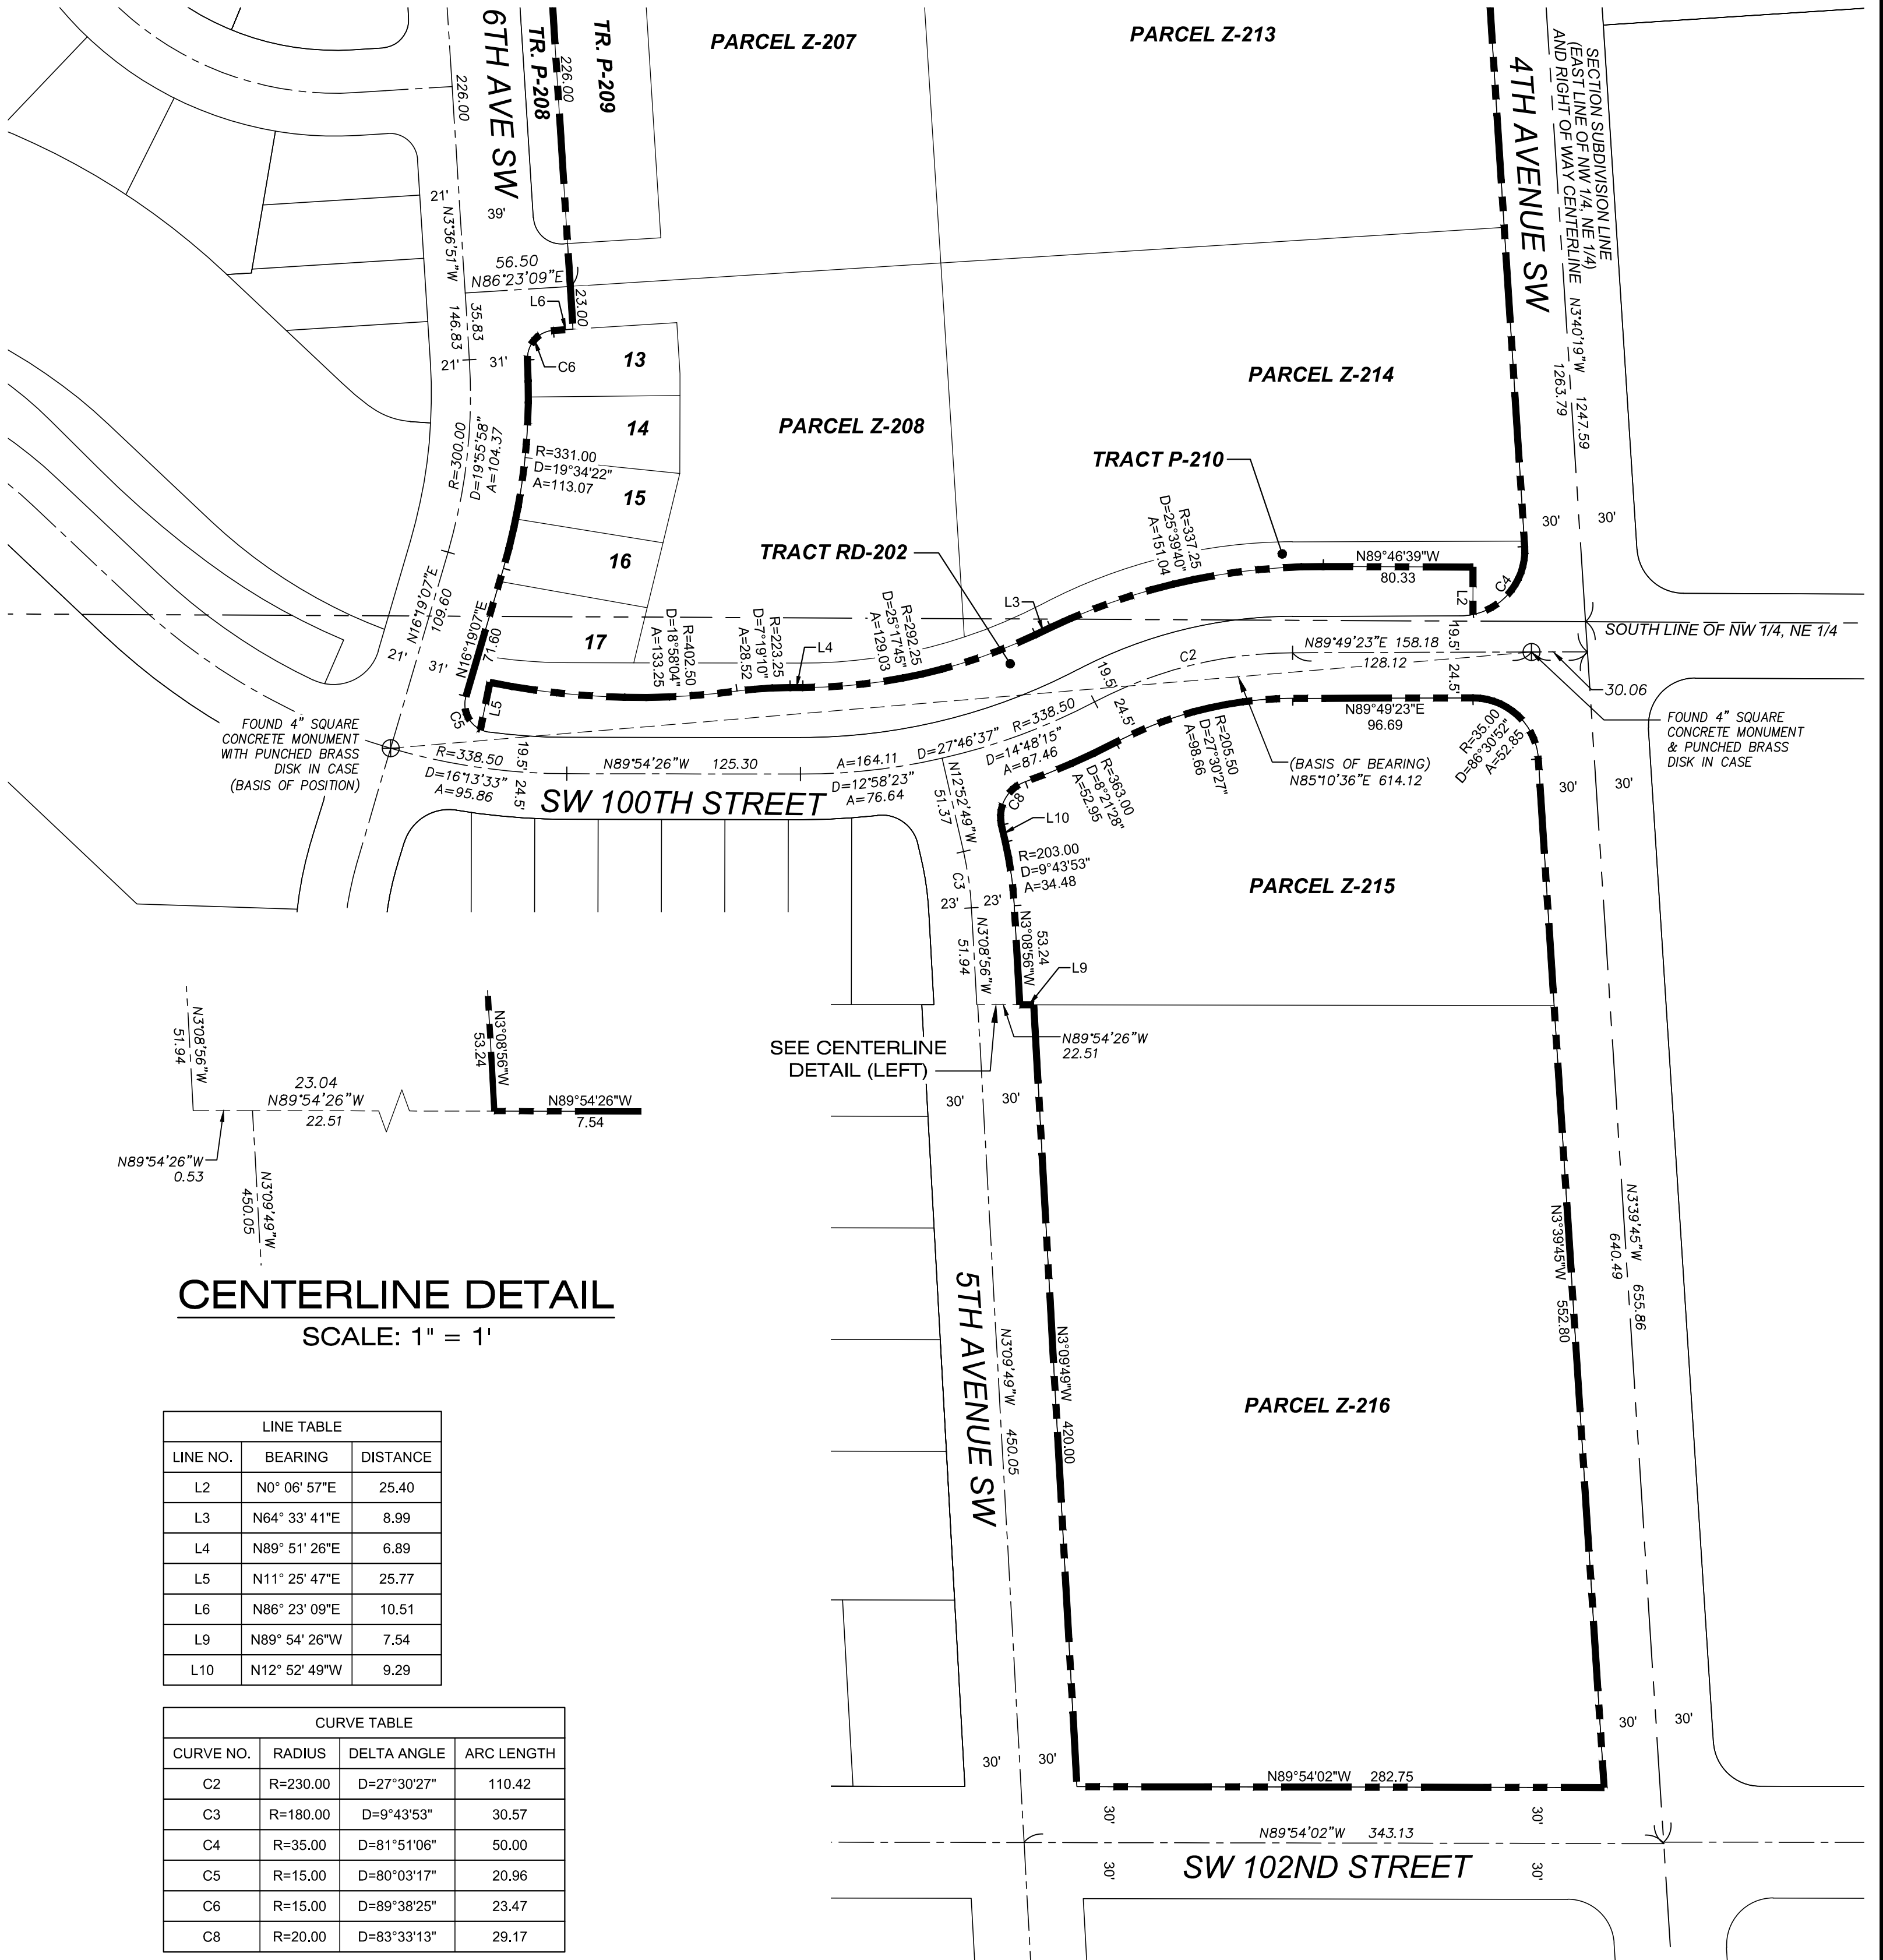 6TH AVE SW
TR. P-208
226.00
TR. P-209
PARCEL Z-207
PARCEL Z-213
4TH AVENUE SW
SECTION SUBDIVISION LINE
(EAST LINE OF NW 1/4, NE 1/4)
AND RIGHT OF WAY CENTERLINE N3°40'19"W 1247.59
1263.79
226.00
21'
39'
N3°36'51"W 146.83
56.50
N86°23'09"E
L6
23.00
35.83
21'
31'
C6
13
14
15
16
17
PARCEL Z-208
PARCEL Z-214
R=300.00
D=19°55'58"
A=104.37
R=331.00
D=19°34'22"
A=113.07
TRACT P-210
TRACT RD-202
R=337.25
D=25°39'40"
A=151.04
N89°46'39"W
80.33
30'
30'
C4
L2
L3
N16°19'07"E
109.60
N16°19'07"E
71.60
21'
31'
R=402.50
D=18°58'04"
A=133.25
R=223.25
D=7°19'10"
A=28.52
L4
R=292.25
D=25°17'45"
A=129.03
SOUTH LINE OF NW 1/4, NE 1/4
N89°49'23"E 158.18
128.12
19.5'
24.5'
C2
30.06
L5
C5
FOUND 4" SQUARE
CONCRETE MONUMENT
WITH PUNCHED BRASS
DISK IN CASE
(BASIS OF POSITION)
FOUND 4" SQUARE
CONCRETE MONUMENT
& PUNCHED BRASS
DISK IN CASE
19.5'
24.5'
N89°49'23"E
96.69
R=35.00
D=86°30'52"
A=52.85
R=338.50
D=16°13'33"
A=95.86
19.5'
24.5'
N89°54'26"W 125.30
A=164.11 D=27°46'37" R=338.50
D=12°58'23"
A=76.64
D=14°48'15"
A=87.46
R=205.50
D=27°30'27"
A=98.66
(BASIS OF BEARING)
N85°10'36"E 614.12
R=363.00
D=8°21'28"
A=52.95
30'
30'
SW 100TH STREET
N12°52'49"W
51.37
C8
L10
R=203.00
D=9°43'53"
A=34.48
C3
23'
23'
PARCEL Z-215
N3°08'56"W
51.94
53.24
N3°08'56"W
L9
SEE CENTERLINE
DETAIL (LEFT)
N89°54'26"W
22.51
30'
30'
N3°08'56"W
51.94
23.04
N89°54'26"W
22.51
N3°08'56"W
53.24
N89°54'26"W
7.54
N89°54'26"W
0.53
N3°09'49"W
450.05
CENTERLINE DETAIL
SCALE: 1" = 1'
5TH AVENUE SW
N3°09'49"W 450.05
N3°09'49"W 420.00
PARCEL Z-216
N3°39'45"W 552.80
N3°39'45"W 655.86
640.49
LINE TABLE
LINE NO. BEARING DISTANCE
L2 N0° 06' 57"E 25.40
L3 N64° 33' 41"E 8.99
L4 N89° 51' 26"E 6.89
L5 N11° 25' 47"E 25.77
L6 N86° 23' 09"E 10.51
L9 N89° 54' 26"W 7.54
L10 N12° 52' 49"W 9.29
CURVE TABLE
CURVE NO. RADIUS DELTA ANGLE ARC LENGTH
C2 R=230.00 D=27°30'27" 110.42
C3 R=180.00 D=9°43'53" 30.57
C4 R=35.00 D=81°51'06" 50.00
C5 R=15.00 D=80°03'17" 20.96
C6 R=15.00 D=89°38'25" 23.47
C8 R=20.00 D=83°33'13" 29.17
30'
30'
30'
30'
N89°54'02"W 282.75
30'
30'
N89°54'02"W 343.13
30'
30'
SW 102ND STREET